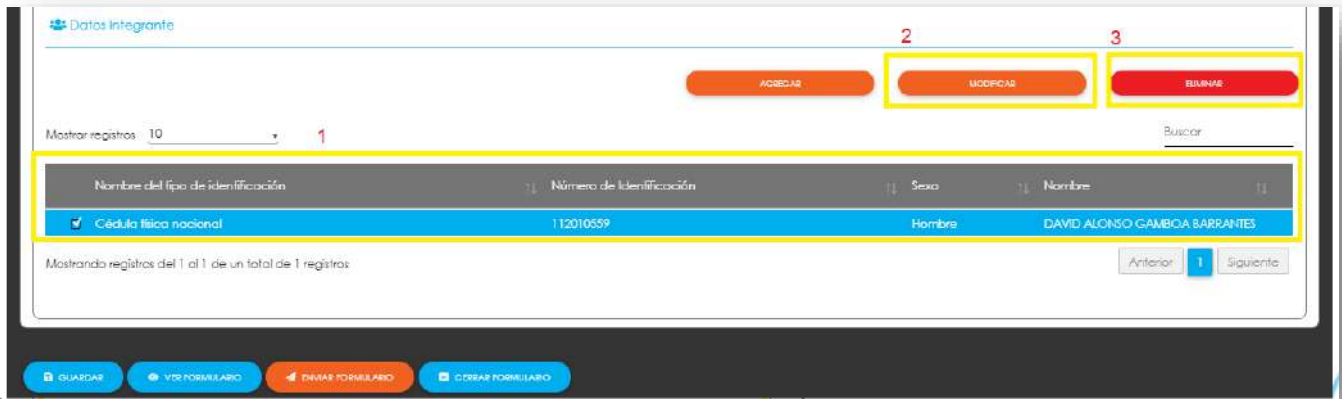 Datos integrante
2 3
AGREGAR MODIFICAR ELIMINAR
Mostrar registros 10 1 Buscar
Nombre del tipo de identificación Número de Identificación Sexo Nombre
Cédula física nacional 112010559 Hombre DAVID ALONSO GAMBOA BARRANTES
Mostrando registros del 1 al 1 de un total de 1 registros Anterior 1 Siguiente
GUARDAR VER FORMULARIO ENVIAR FORMULARIO CERRAR FORMULARIO